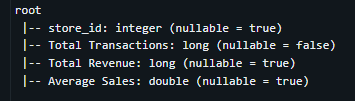 root
 |-- store_id: integer (nullable = true)
 |-- Total Transactions: long (nullable = false)
 |-- Total Revenue: long (nullable = true)
 |-- Average Sales: double (nullable = true)